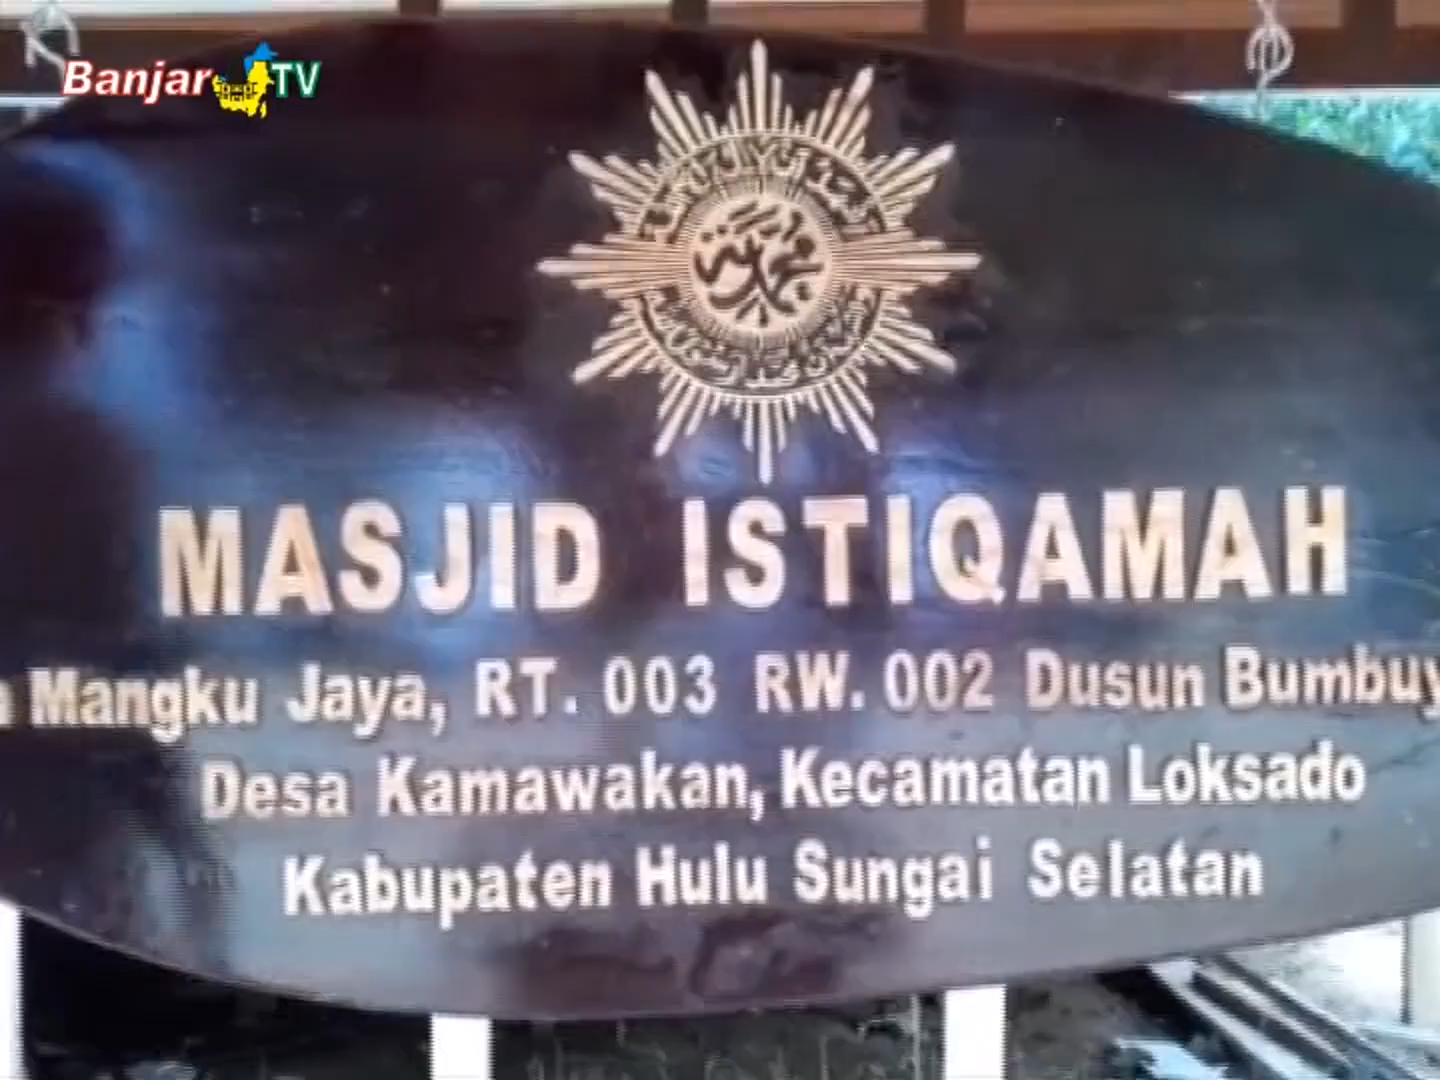 Banjar TV
MASJID ISTIQAMAH
Mangku Jaya, RT. 003 RW. 002 Dusun Bumbuy
Desa Kamawakan, Kecamatan Loksado
Kabupaten Hulu Sungai Selatan